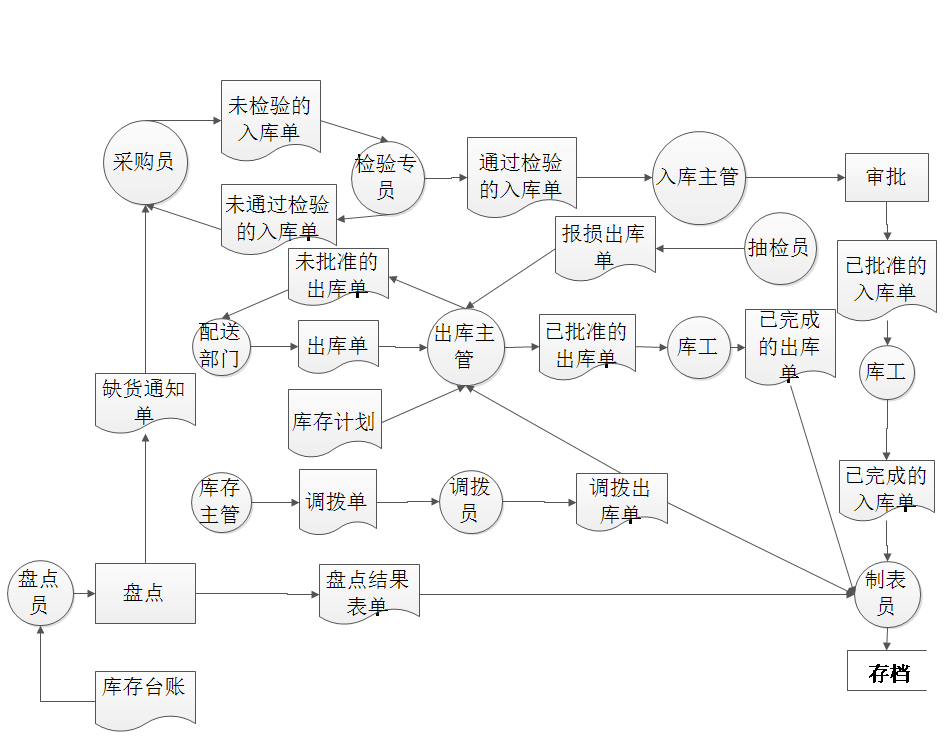 未检验的
入库单
采购员
检验专
员
通过检验
的入库单
入库主管
审批
未通过检验
的入库单
报损出库
单
抽检员
未批准的
出库单
已批准的
入库单
配送
部门
出库单
出库主
管
已批准的
出库单
库工
已完成
的出库
单
库工
缺货通知
单
库存计划
库存
主管
调拨单
调拨
员
调拨出
库单
已完成的
入库单
盘点
员
盘点
盘点结果
表单
制表
员
库存台账
存档